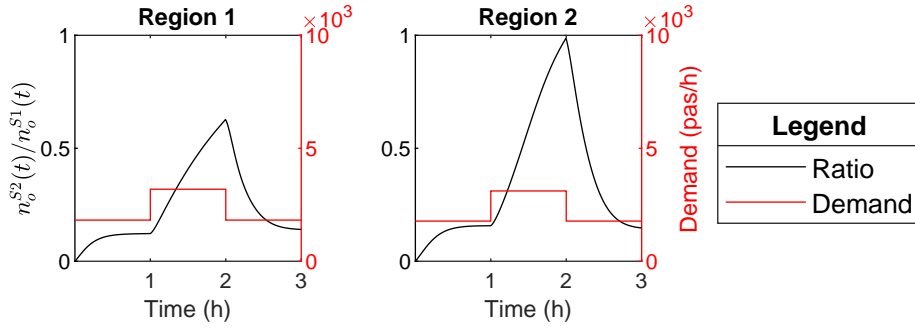 Region 1
×10³
1
0.5
0
10
5
0
1
2
3
n_o^{S2}(t)/n_o^{S1}(t)
Time (h)
Region 2
×10³
1
0.5
0
10
5
0
1
2
3
Time (h)
Demand (pas/h)
Legend
Ratio
Demand